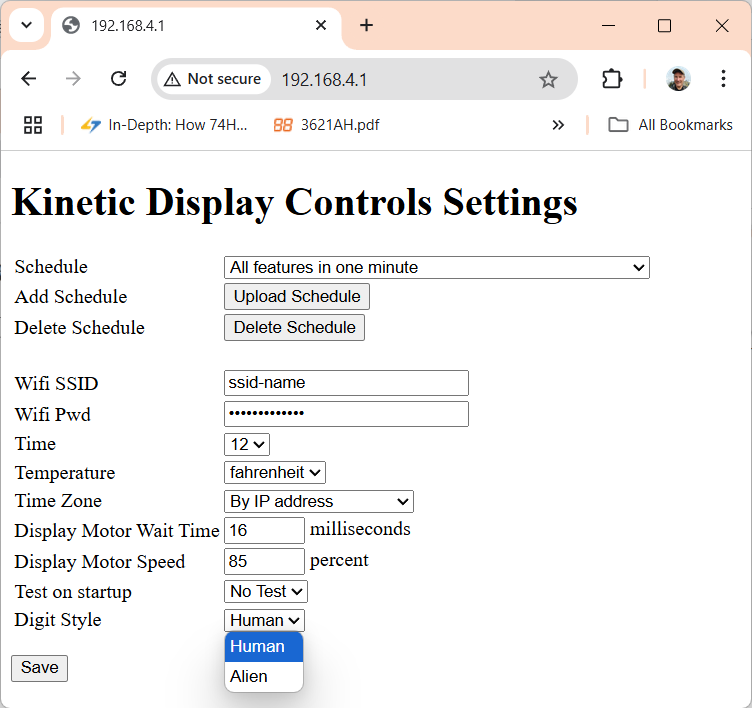 192.168.4.1
Not secure 192.168.4.1
In-Depth: How 74H... 3621AH.pdf All Bookmarks
Kinetic Display Controls Settings
Schedule All features in one minute
Add Schedule Upload Schedule
Delete Schedule Delete Schedule
Wifi SSID ssid-name
Wifi Pwd •••••••••••••
Time 12
Temperature fahrenheit
Time Zone By IP address
Display Motor Wait Time 16 milliseconds
Display Motor Speed 85 percent
Test on startup No Test
Digit Style Human
Human
Save
Alien